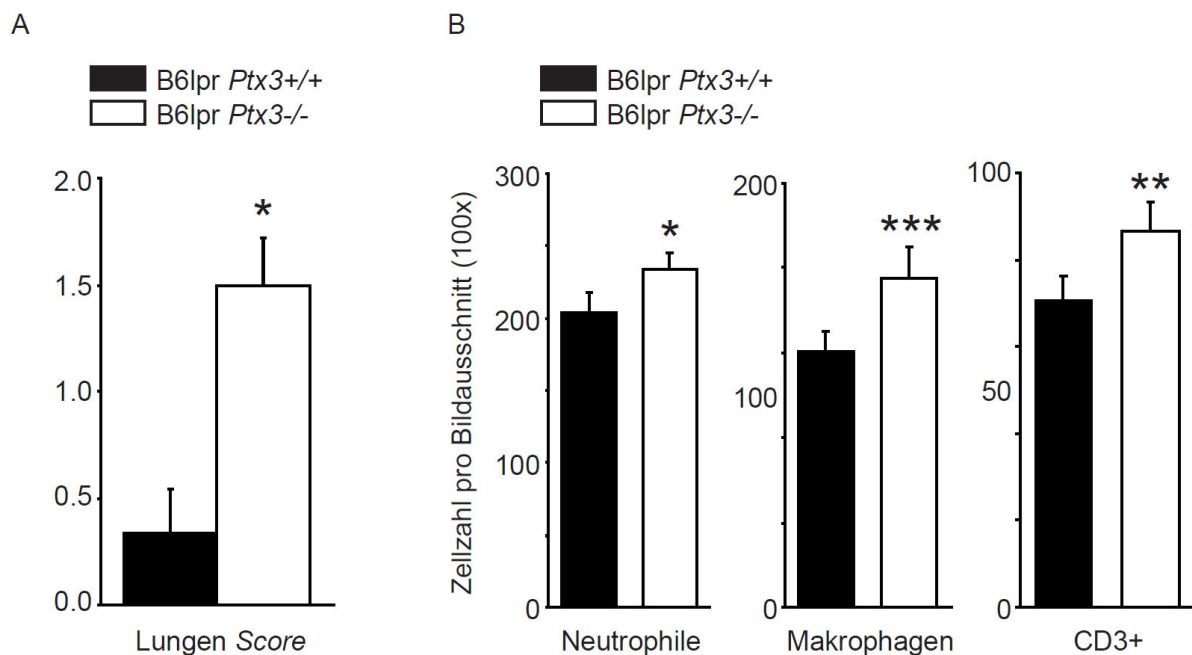 A
B6lpr Ptx3+/+
B6lpr Ptx3-/-
2.0
1.5
1.0
0.5
0.0
*
Lungen Score
B
B6lpr Ptx3+/+
B6lpr Ptx3-/-
Zellzahl pro Bildausschnitt (100x)
300
200
100
0
*
Neutrophile
200
100
0
***
Makrophagen
100
50
0
**
CD3+